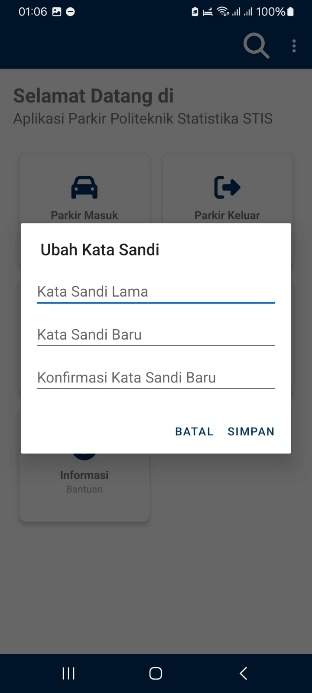 01:06
100%
Selamat Datang di
Aplikasi Parkir Politeknik Statistika STIS
Parkir Masuk
Parkir Keluar
Ubah Kata Sandi
Kata Sandi Lama
Kata Sandi Baru
Konfirmasi Kata Sandi Baru
BATAL SIMPAN
Informasi
Bantuan